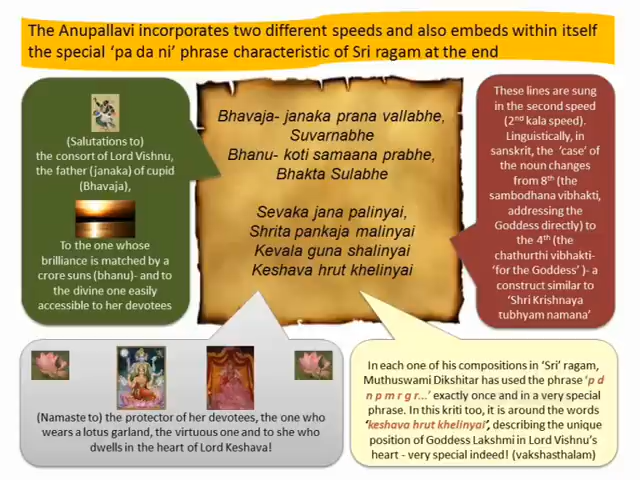 The Anupallavi incorporates two different speeds and also embeds within itself
the special 'pa da ni' phrase characteristic of Sri ragam at the end
(Salutations to)
the consort of Lord Vishnu,
the father (janaka) of cupid
(Bhavaja),
To the one whose
brilliance is matched by a
crore suns (bhanu)- and to
the divine one easily
accessible to her devotees
Bhavaja- janaka prana vallabhe,
Suvarnabhe
Bhanu- koti samaana prabhe,
Bhakta Sulabhe
Sevaka jana palinyai,
Shrita pankaja malinyai
Kevala guna shalinyai
Keshava hrut khelinyai
These lines are sung
in the second speed
(2nd kala speed).
Linguistically, in
sanskrit, the 'case' of
the noun changes
from 8th (the
sambodhana vibhakti,
addressing the
Goddess directly) to
the 4th (the
chathurthi vibhakti-
'for the Goddess' )- a
construct similar to
'Shri Krishnaya
tubhyam namana'
(Namaste to) the protector of her devotees, the one who
wears a lotus garland, the virtuous one and to she who
dwells in the heart of Lord Keshava!
In each one of his compositions in 'Sri' ragam,
Muthuswami Dikshitar has used the phrase 'p d
n p m r g r...' exactly once and in a very special
phrase. In this kriti too, it is around the words
'keshava hrut khelinyai', describing the unique
position of Goddess Lakshmi in Lord Vishnu's
heart - very special indeed! (vakshasthalam)